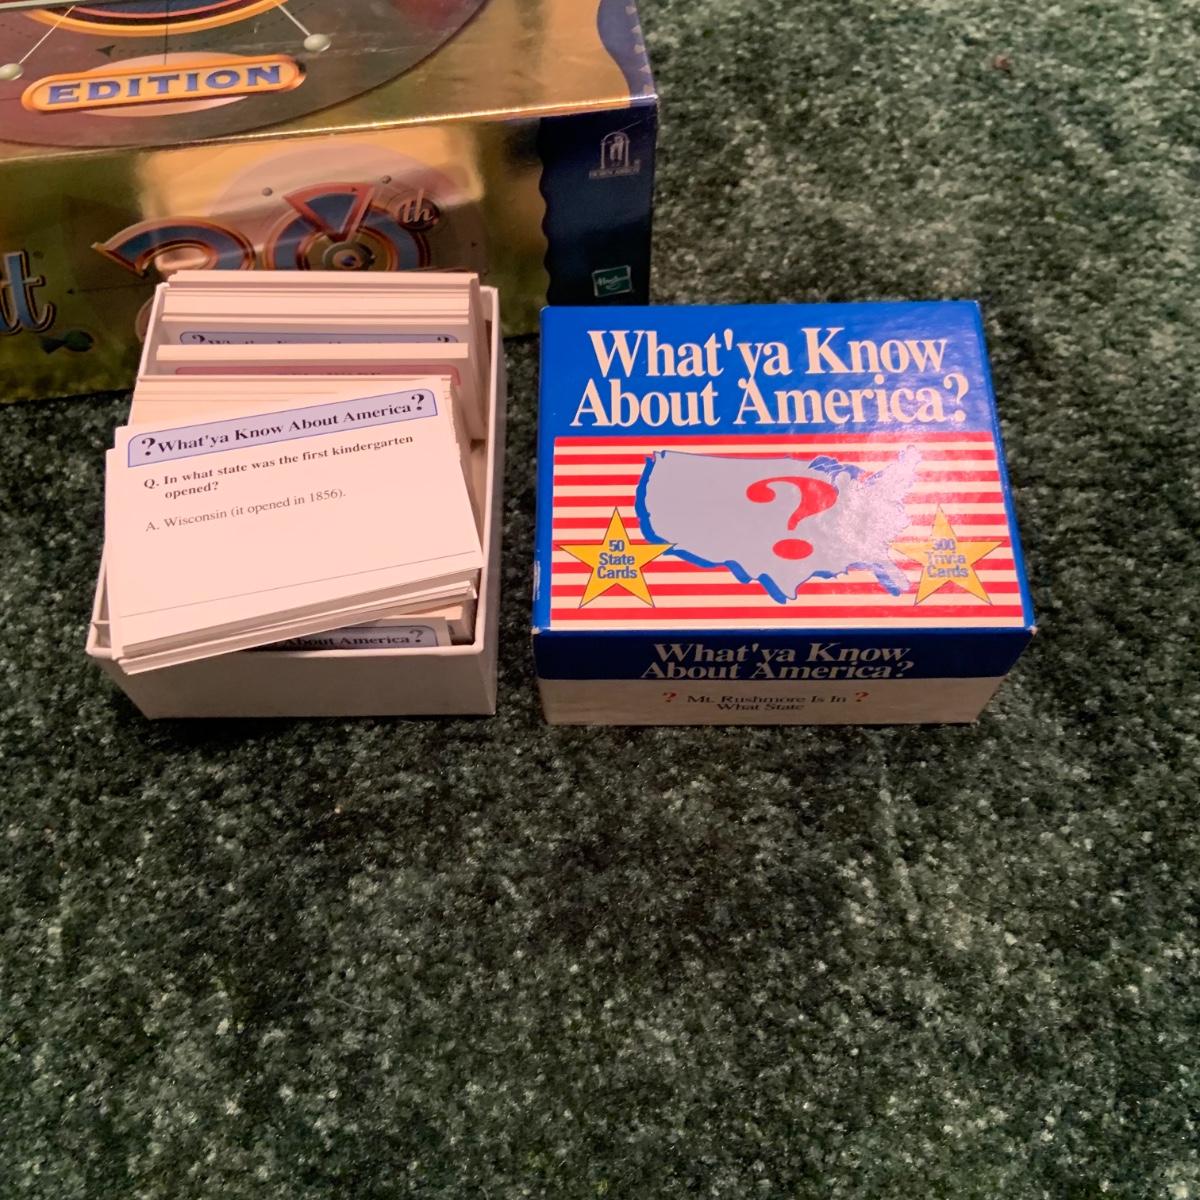 EDITION
th
Hasbro
?What'ya Know About America?
Q. In what state was the first kindergarten
opened?
A. Wisconsin (it opened in 1856).
About America?
What'ya Know
About America?
?
50
State
Cards
Trivia
Cards
What'ya Know
About America?
? Mt. Rushmore Is In ?
What State